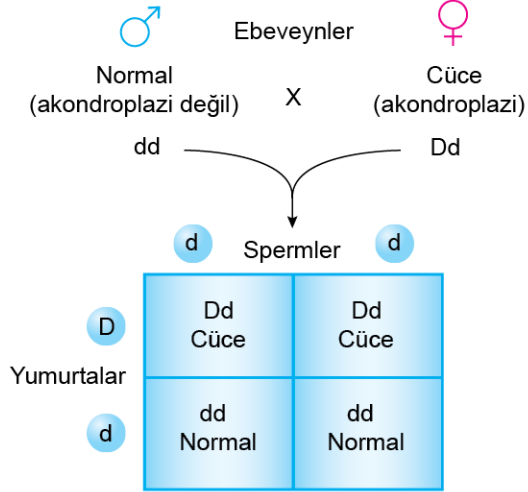 Ebeveynler
Normal
(akondroplazi değil)
X
Cüce
(akondroplazi)
dd
Dd
d
Spermler
d
D
Dd
Cüce
Dd
Cüce
Yumurtalar
d
dd
Normal
dd
Normal